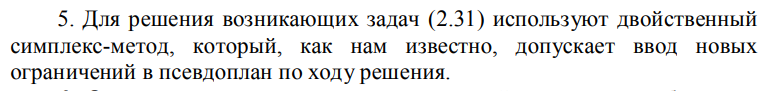 5. Для решения возникающих задач (2.31) используют двойственный
симплекс-метод, который, как нам известно, допускает ввод новых
ограничений в псевдоплан по ходу решения.